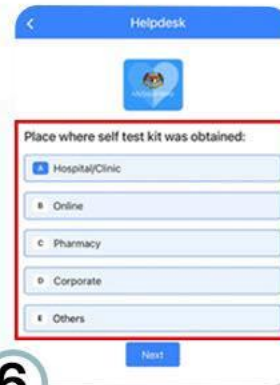 Helpdesk
Place where self test kit was obtained:
A Hospital/Clinic
B Online
C Pharmacy
D Corporate
E Others
Next
6